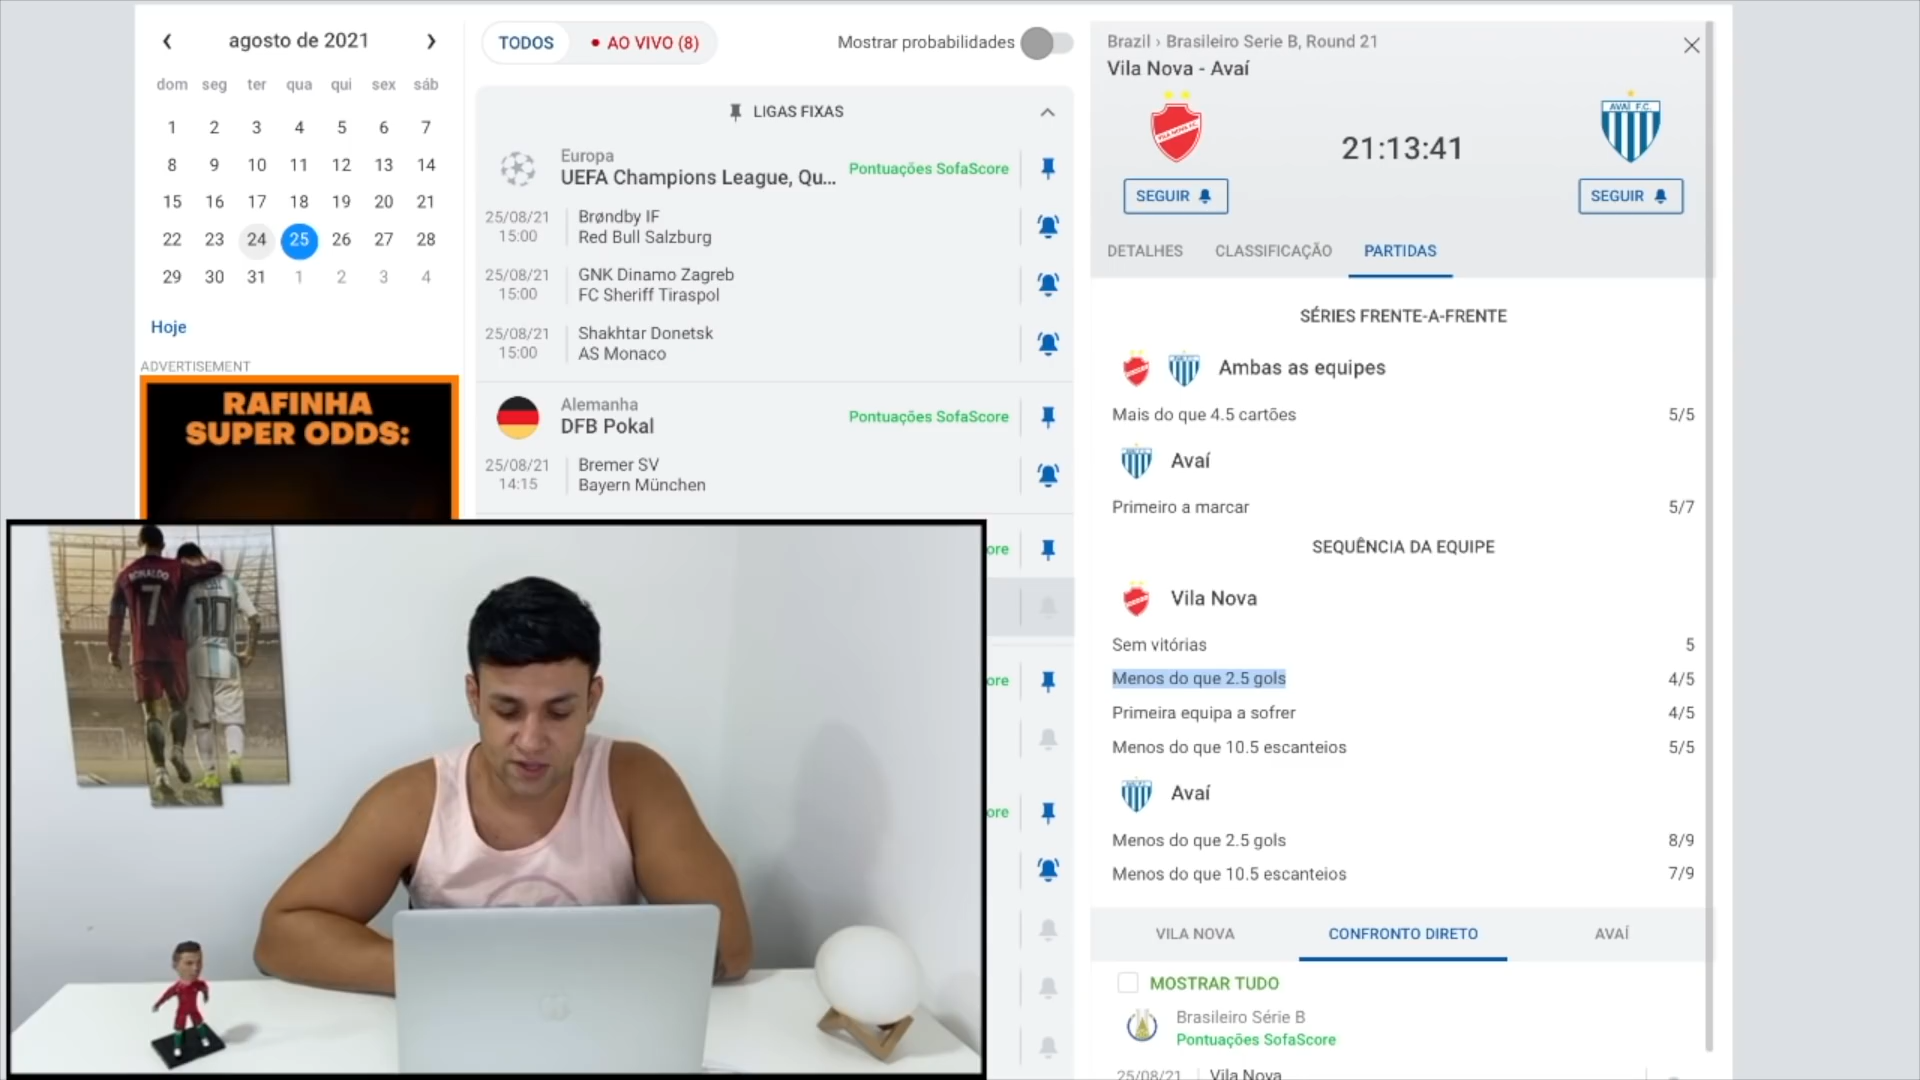 agosto de 2021
dom seg ter qua qui sex sáb
1 2 3 4 5 6 7
8 9 10 11 12 13 14
15 16 17 18 19 20 21
22 23 24 25 26 27 28
29 30 31 1 2 3 4
Hoje
ADVERTISEMENT
RAFINHA
SUPER ODDS:
TODOS
AO VIVO (8)
Mostrar probabilidades
LIGAS FIXAS
Europa
UEFA Champions League, Qu...
Pontuações SofaScore
25/08/21
15:00
Brøndby IF
Red Bull Salzburg
25/08/21
15:00
GNK Dinamo Zagreb
FC Sheriff Tiraspol
25/08/21
15:00
Shakhtar Donetsk
AS Monaco
Alemanha
DFB Pokal
Pontuações SofaScore
25/08/21
14:15
Bremer SV
Bayern München
ore
ore
ore
RONALDO
7
10
Brazil › Brasileiro Serie B, Round 21
Vila Nova - Avaí
VILA NOVA F.C.
AVAÍ F.C.
21:13:41
SEGUIR
SEGUIR
DETALHES
CLASSIFICAÇÃO
PARTIDAS
SÉRIES FRENTE-A-FRENTE
Ambas as equipes
Mais do que 4.5 cartões 5/5
Avaí
Primeiro a marcar 5/7
SEQUÊNCIA DA EQUIPE
Vila Nova
Sem vitórias 5
Menos do que 2.5 gols 4/5
Primeira equipa a sofrer 4/5
Menos do que 10.5 escanteios 5/5
Avaí
Menos do que 2.5 gols 8/9
Menos do que 10.5 escanteios 7/9
VILA NOVA
CONFRONTO DIRETO
AVAÍ
MOSTRAR TUDO
Brasileiro Série B
Pontuações SofaScore
25/08/21
Vila Nova